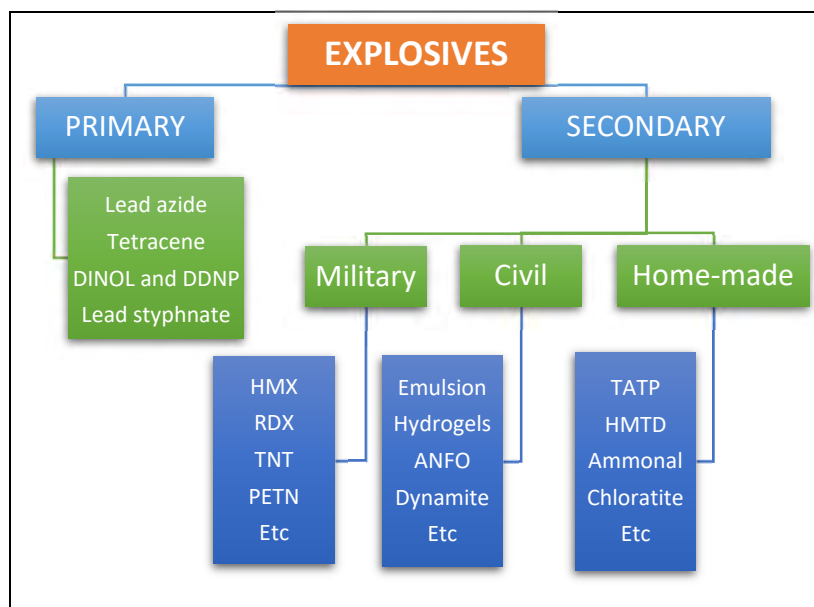 EXPLOSIVES
PRIMARY
SECONDARY
Lead azide
Tetracene
DINOL and DDNP
Lead styphnate
Military
Civil
Home-made
HMX
RDX
TNT
PETN
Etc
Emulsion
Hydrogels
ANFO
Dynamite
Etc
TATP
HMTD
Ammonal
Chloratite
Etc